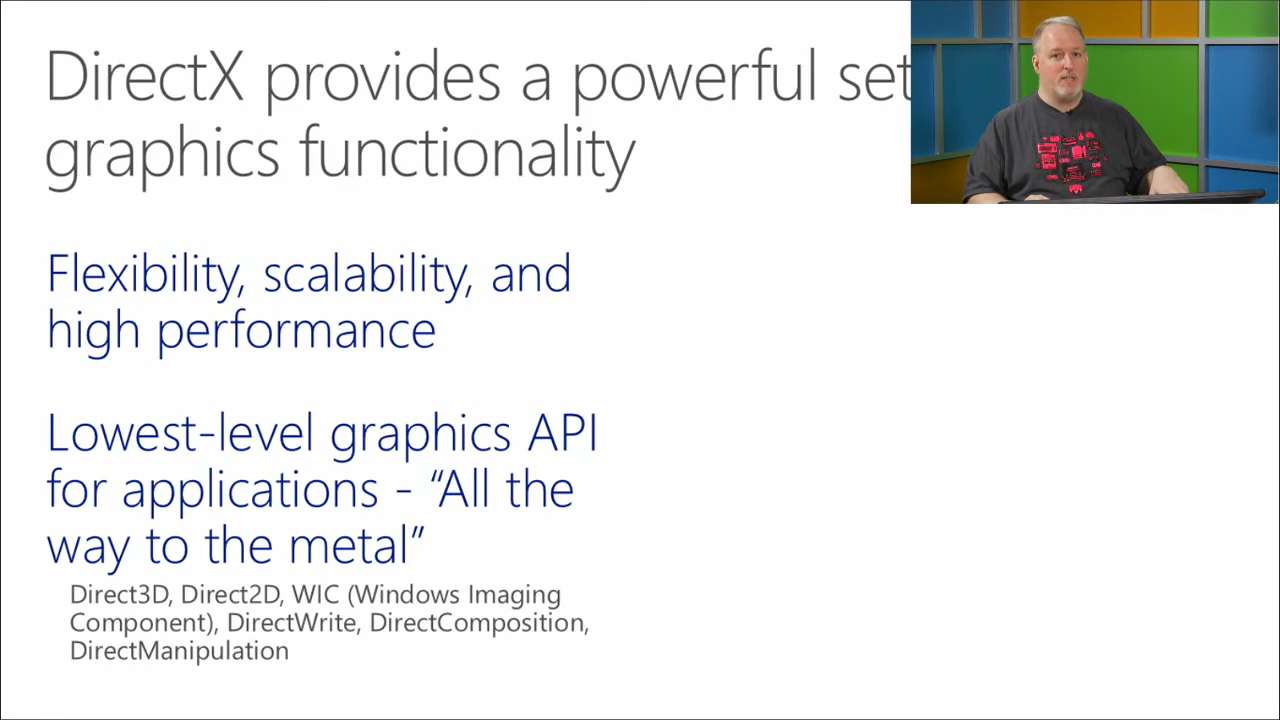 DirectX provides a powerful set
graphics functionality
Flexibility, scalability, and
high performance
Lowest-level graphics API
for applications - “All the
way to the metal”
Direct3D, Direct2D, WIC (Windows Imaging
Component), DirectWrite, DirectComposition,
DirectManipulation